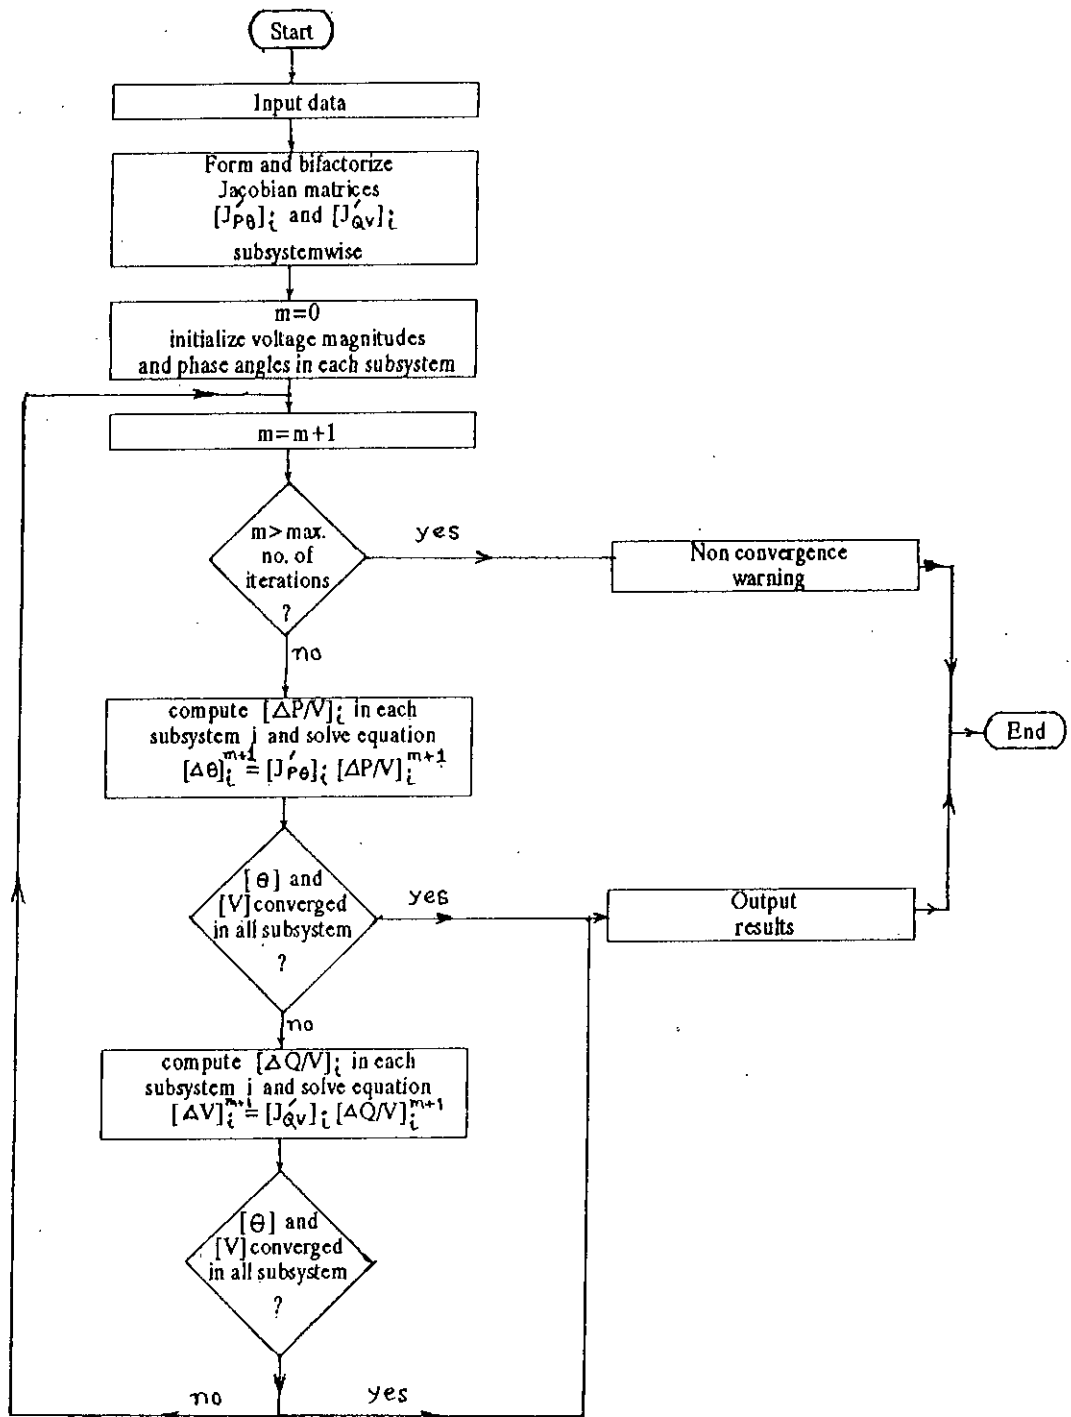 Start
Input data
Form and bifactorize
Jacobian matrices
[J′Pθ]i and [J′QV]i
subsystemwise
m=0
initialize voltage magnitudes
and phase angles in each subsystem
m=m+1
m>max.
no. of
iterations
?
yes
Non convergence
warning
no
compute [ΔP/V]i in each
subsystem i and solve equation
[Δθ]i^m+1 = [J′Pθ]i [ΔP/V]i^m+1
End
[θ] and
[V] converged
in all subsystem
?
yes
Output
results
no
compute [ΔQ/V]i in each
subsystem i and solve equation
[ΔV]i^m+1 = [J′QV]i [ΔQ/V]i^m+1
[θ] and
[V] converged
in all subsystem
?
no
yes